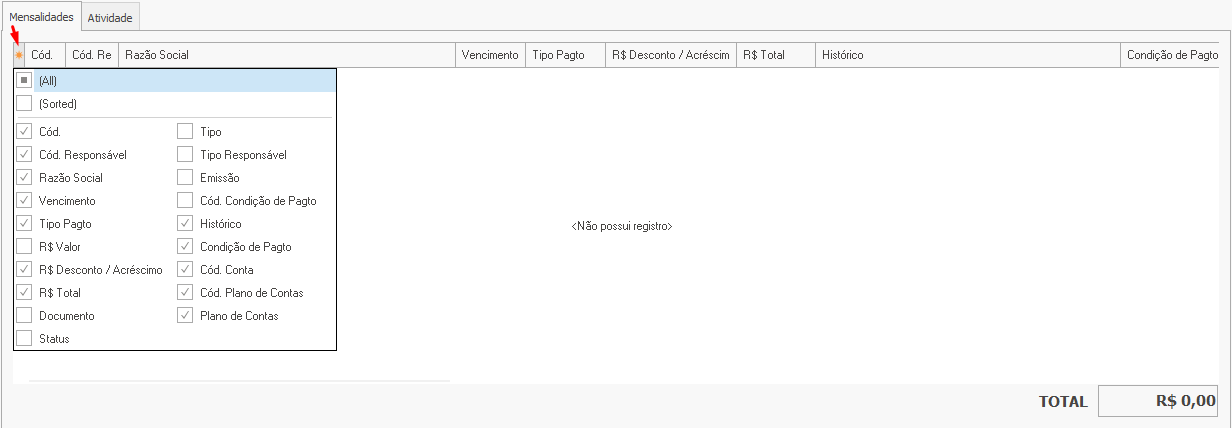 Mensalidades Atividade
Cód. Cód. Re Razão Social Vencimento Tipo Pagto R$ Desconto / Acréscim R$ Total Histórico Condição de Pagto
(All)
(Sorted)
Cód. Tipo
Cód. Responsável Tipo Responsável
Razão Social Emissão
Vencimento Cód. Condição de Pagto
Tipo Pagto Histórico
R$ Valor Condição de Pagto
R$ Desconto / Acréscimo Cód. Conta
R$ Total Cód. Plano de Contas
Documento Plano de Contas
Status
<Não possui registro>
TOTAL R$ 0,00